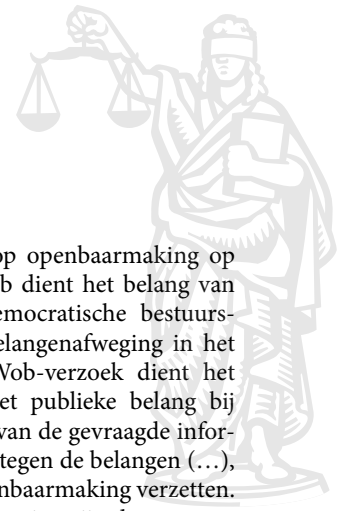 op openbaarmaking op
b dient het belang van
emocratische bestuurs-
elangenafweging in het
Wob-verzoek dient het
et publieke belang bij
van de gevraagde infor-
tegen de belangen (…),
nbaarmaking verzetten.